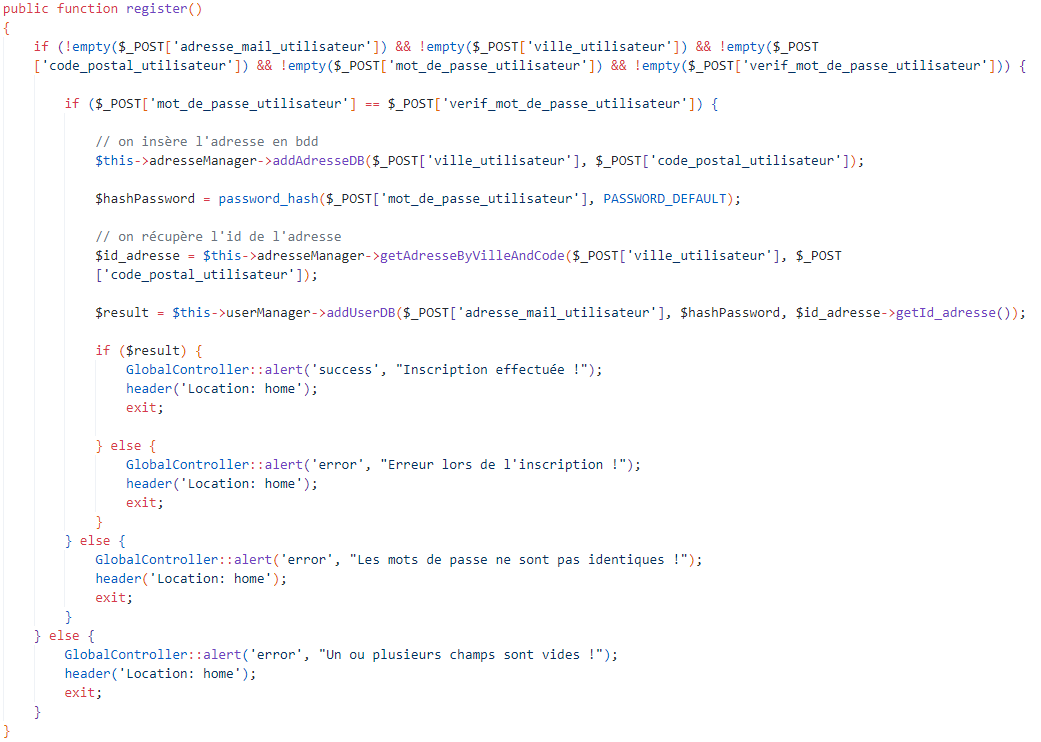 public function register()
{
if (!empty($_POST['adresse_mail_utilisateur']) && !empty($_POST['ville_utilisateur']) && !empty($_POST
['code_postal_utilisateur']) && !empty($_POST['mot_de_passe_utilisateur']) && !empty($_POST['verif_mot_de_passe_utilisateur'])) {
if ($_POST['mot_de_passe_utilisateur'] == $_POST['verif_mot_de_passe_utilisateur']) {
// on insère l'adresse en bdd
$this->adresseManager->addAdresseDB($_POST['ville_utilisateur'], $_POST['code_postal_utilisateur']);
$hashPassword = password_hash($_POST['mot_de_passe_utilisateur'], PASSWORD_DEFAULT);
// on récupère l'id de l'adresse
$id_adresse = $this->adresseManager->getAdresseByVilleAndCode($_POST['ville_utilisateur'], $_POST
['code_postal_utilisateur']);
$result = $this->userManager->addUserDB($_POST['adresse_mail_utilisateur'], $hashPassword, $id_adresse->getId_adresse());
if ($result) {
GlobalController::alert('success', "Inscription effectuée !");
header('Location: home');
exit;
} else {
GlobalController::alert('error', "Erreur lors de l'inscription !");
header('Location: home');
exit;
}
} else {
GlobalController::alert('error', "Les mots de passe ne sont pas identiques !");
header('Location: home');
exit;
}
} else {
GlobalController::alert('error', "Un ou plusieurs champs sont vides !");
header('Location: home');
exit;
}
}